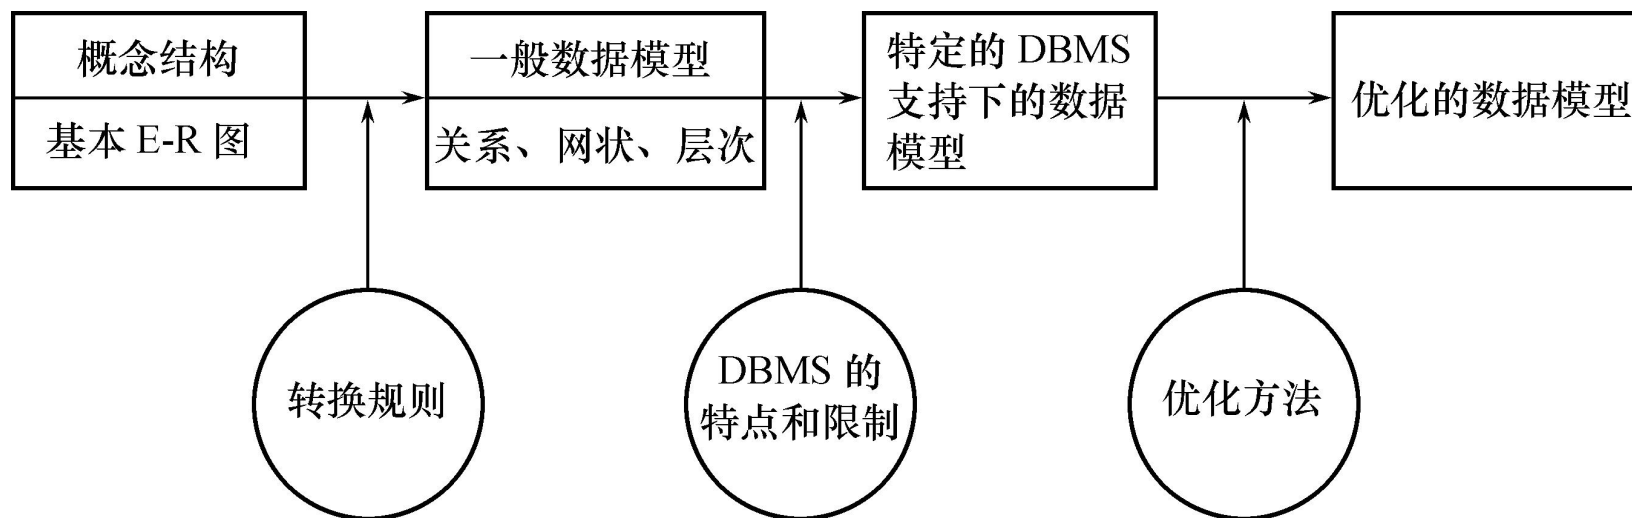 概念结构
基本 E-R 图
一般数据模型
关系、网状、层次
特定的 DBMS
支持下的数据
模型
优化的数据模型
转换规则
DBMS 的
特点和限制
优化方法